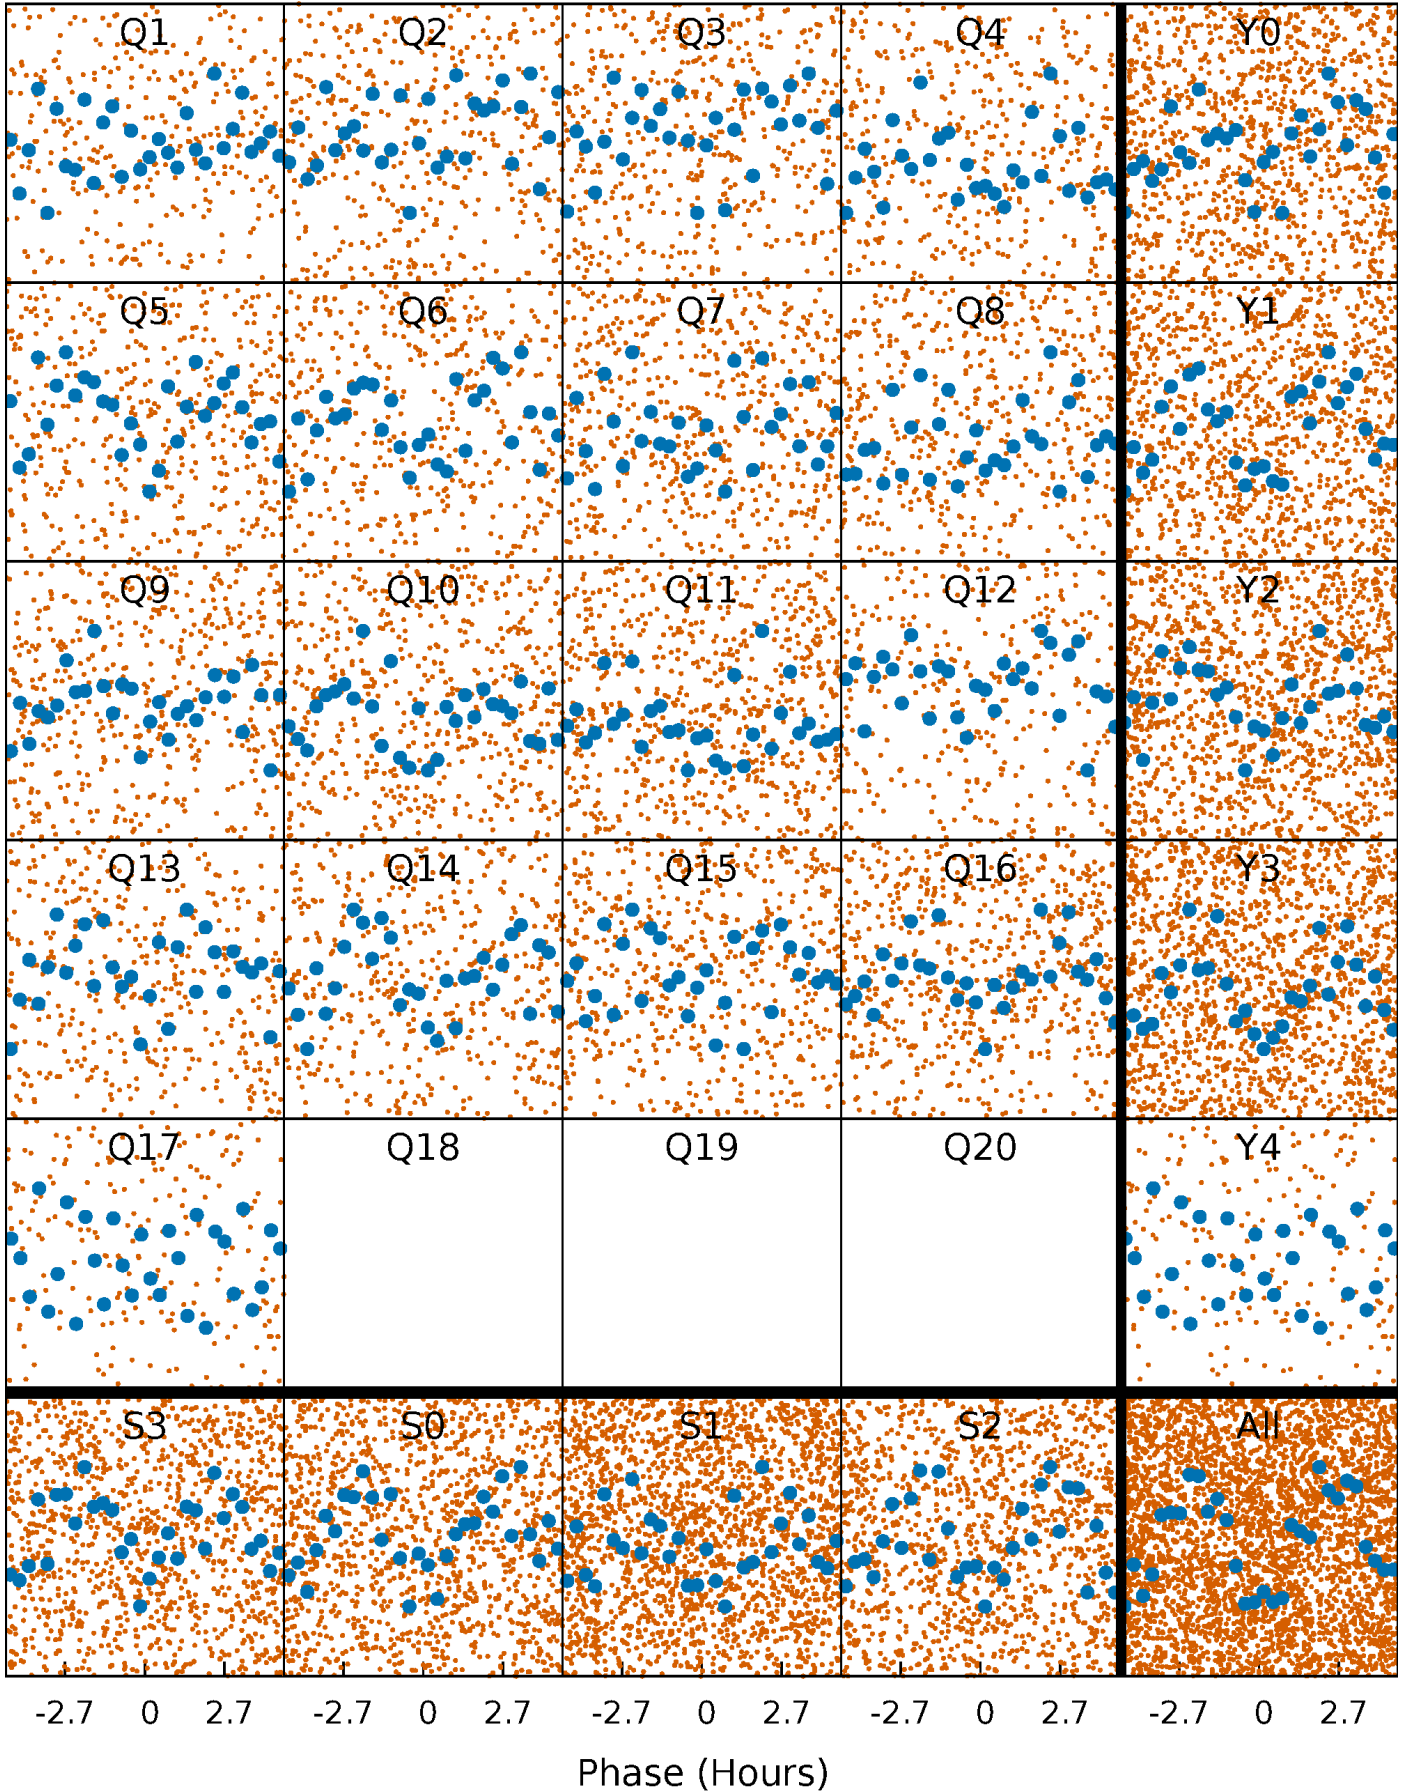 Q1 Q2 Q3 Q4 Y0
Q5 Q6 Q7 Q8 Y1
Q9 Q10 Q11 Q12 Y2
Q13 Q14 Q15 Q16 Y3
Q17 Q18 Q19 Q20 Y4
S3 S0 S1 S2 All
-2.7 0 2.7 -2.7 0 2.7 -2.7 0 2.7 -2.7 0 2.7 -2.7 0 2.7
Phase (Hours)